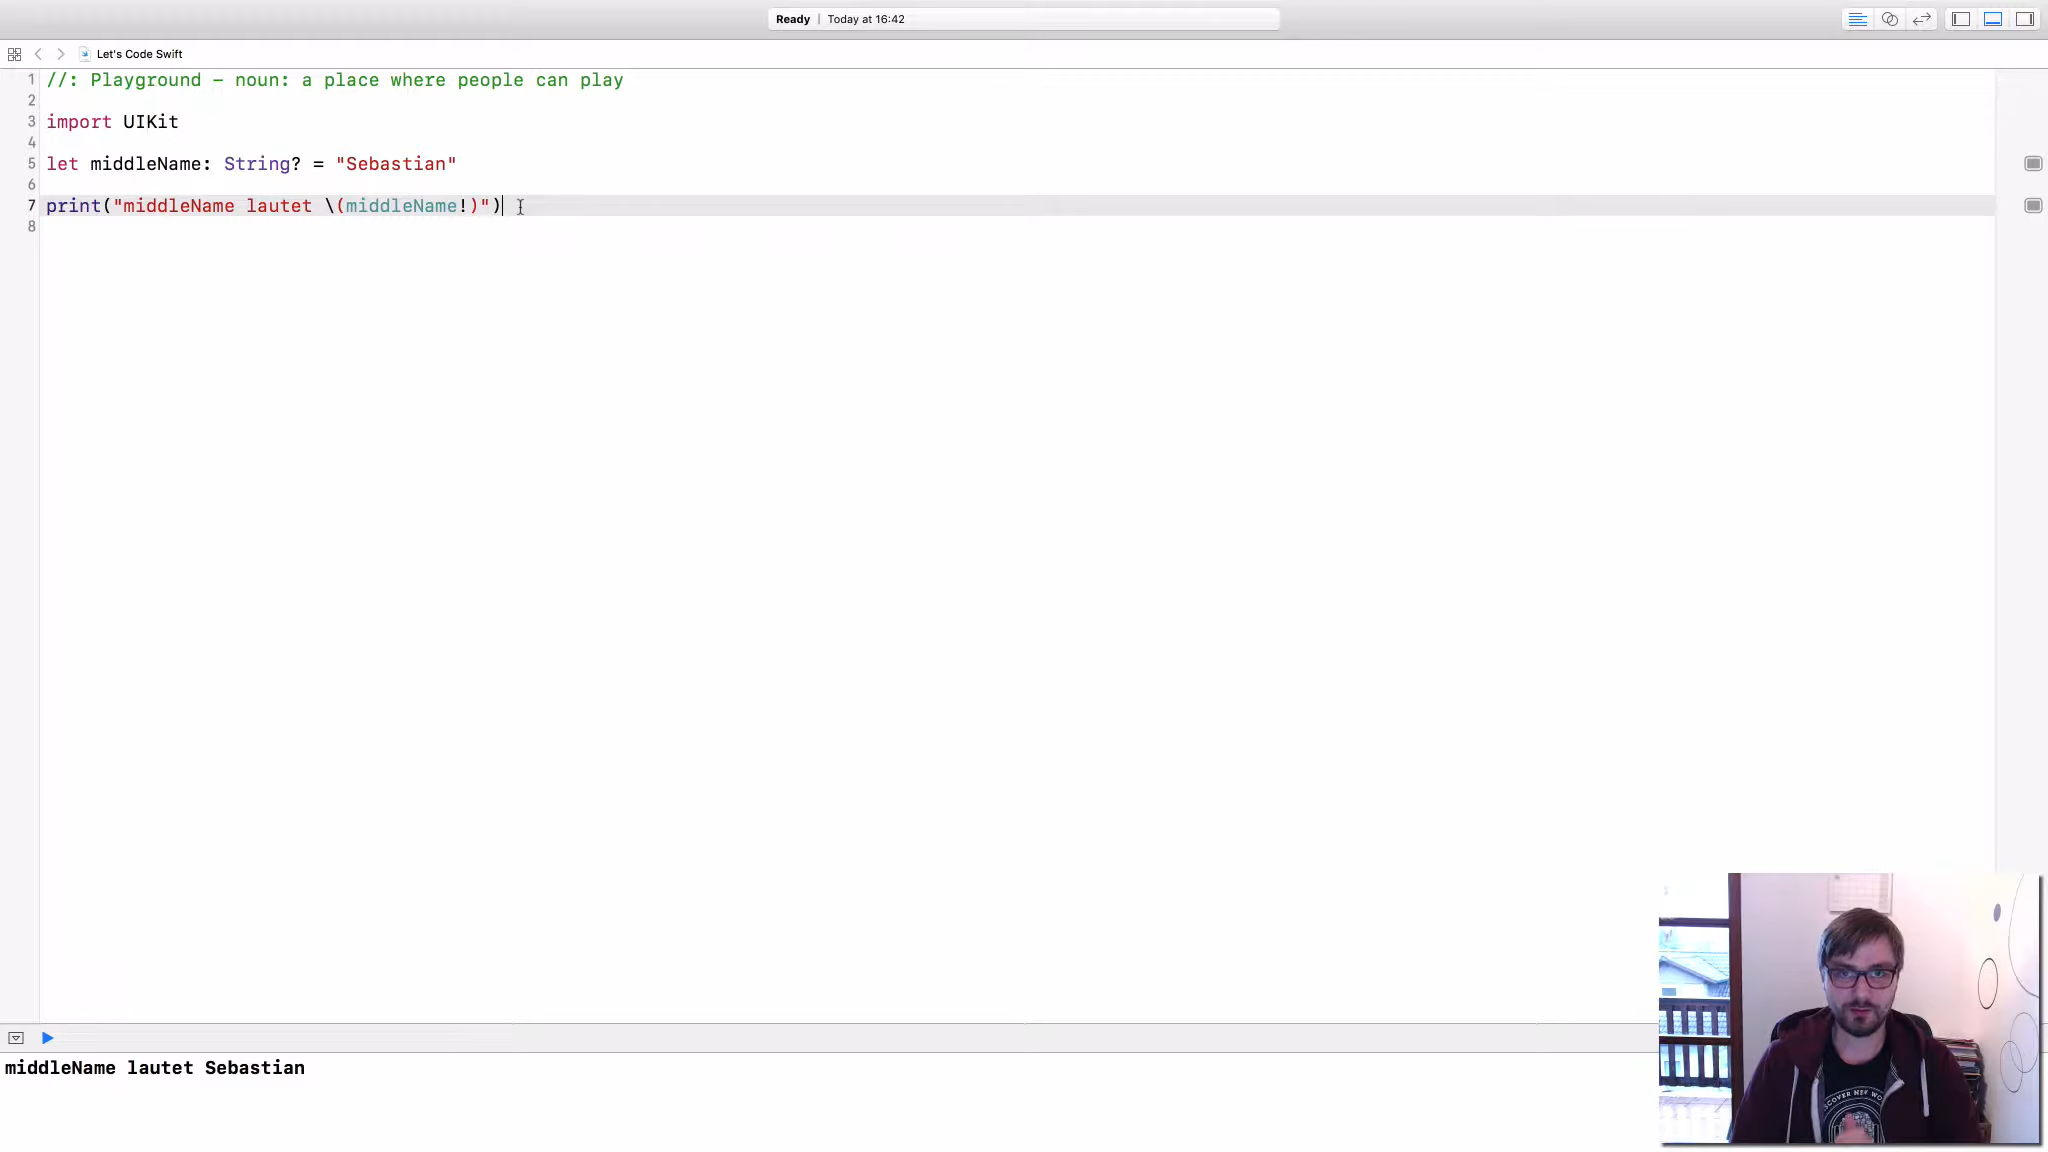 Ready | Today at 16:42
Let's Code Swift
1 //: Playground – noun: a place where people can play
2
3 import UIKit
4
5 let middleName: String? = "Sebastian"
6
7 print("middleName lautet \(middleName!)")
8
middleName lautet Sebastian